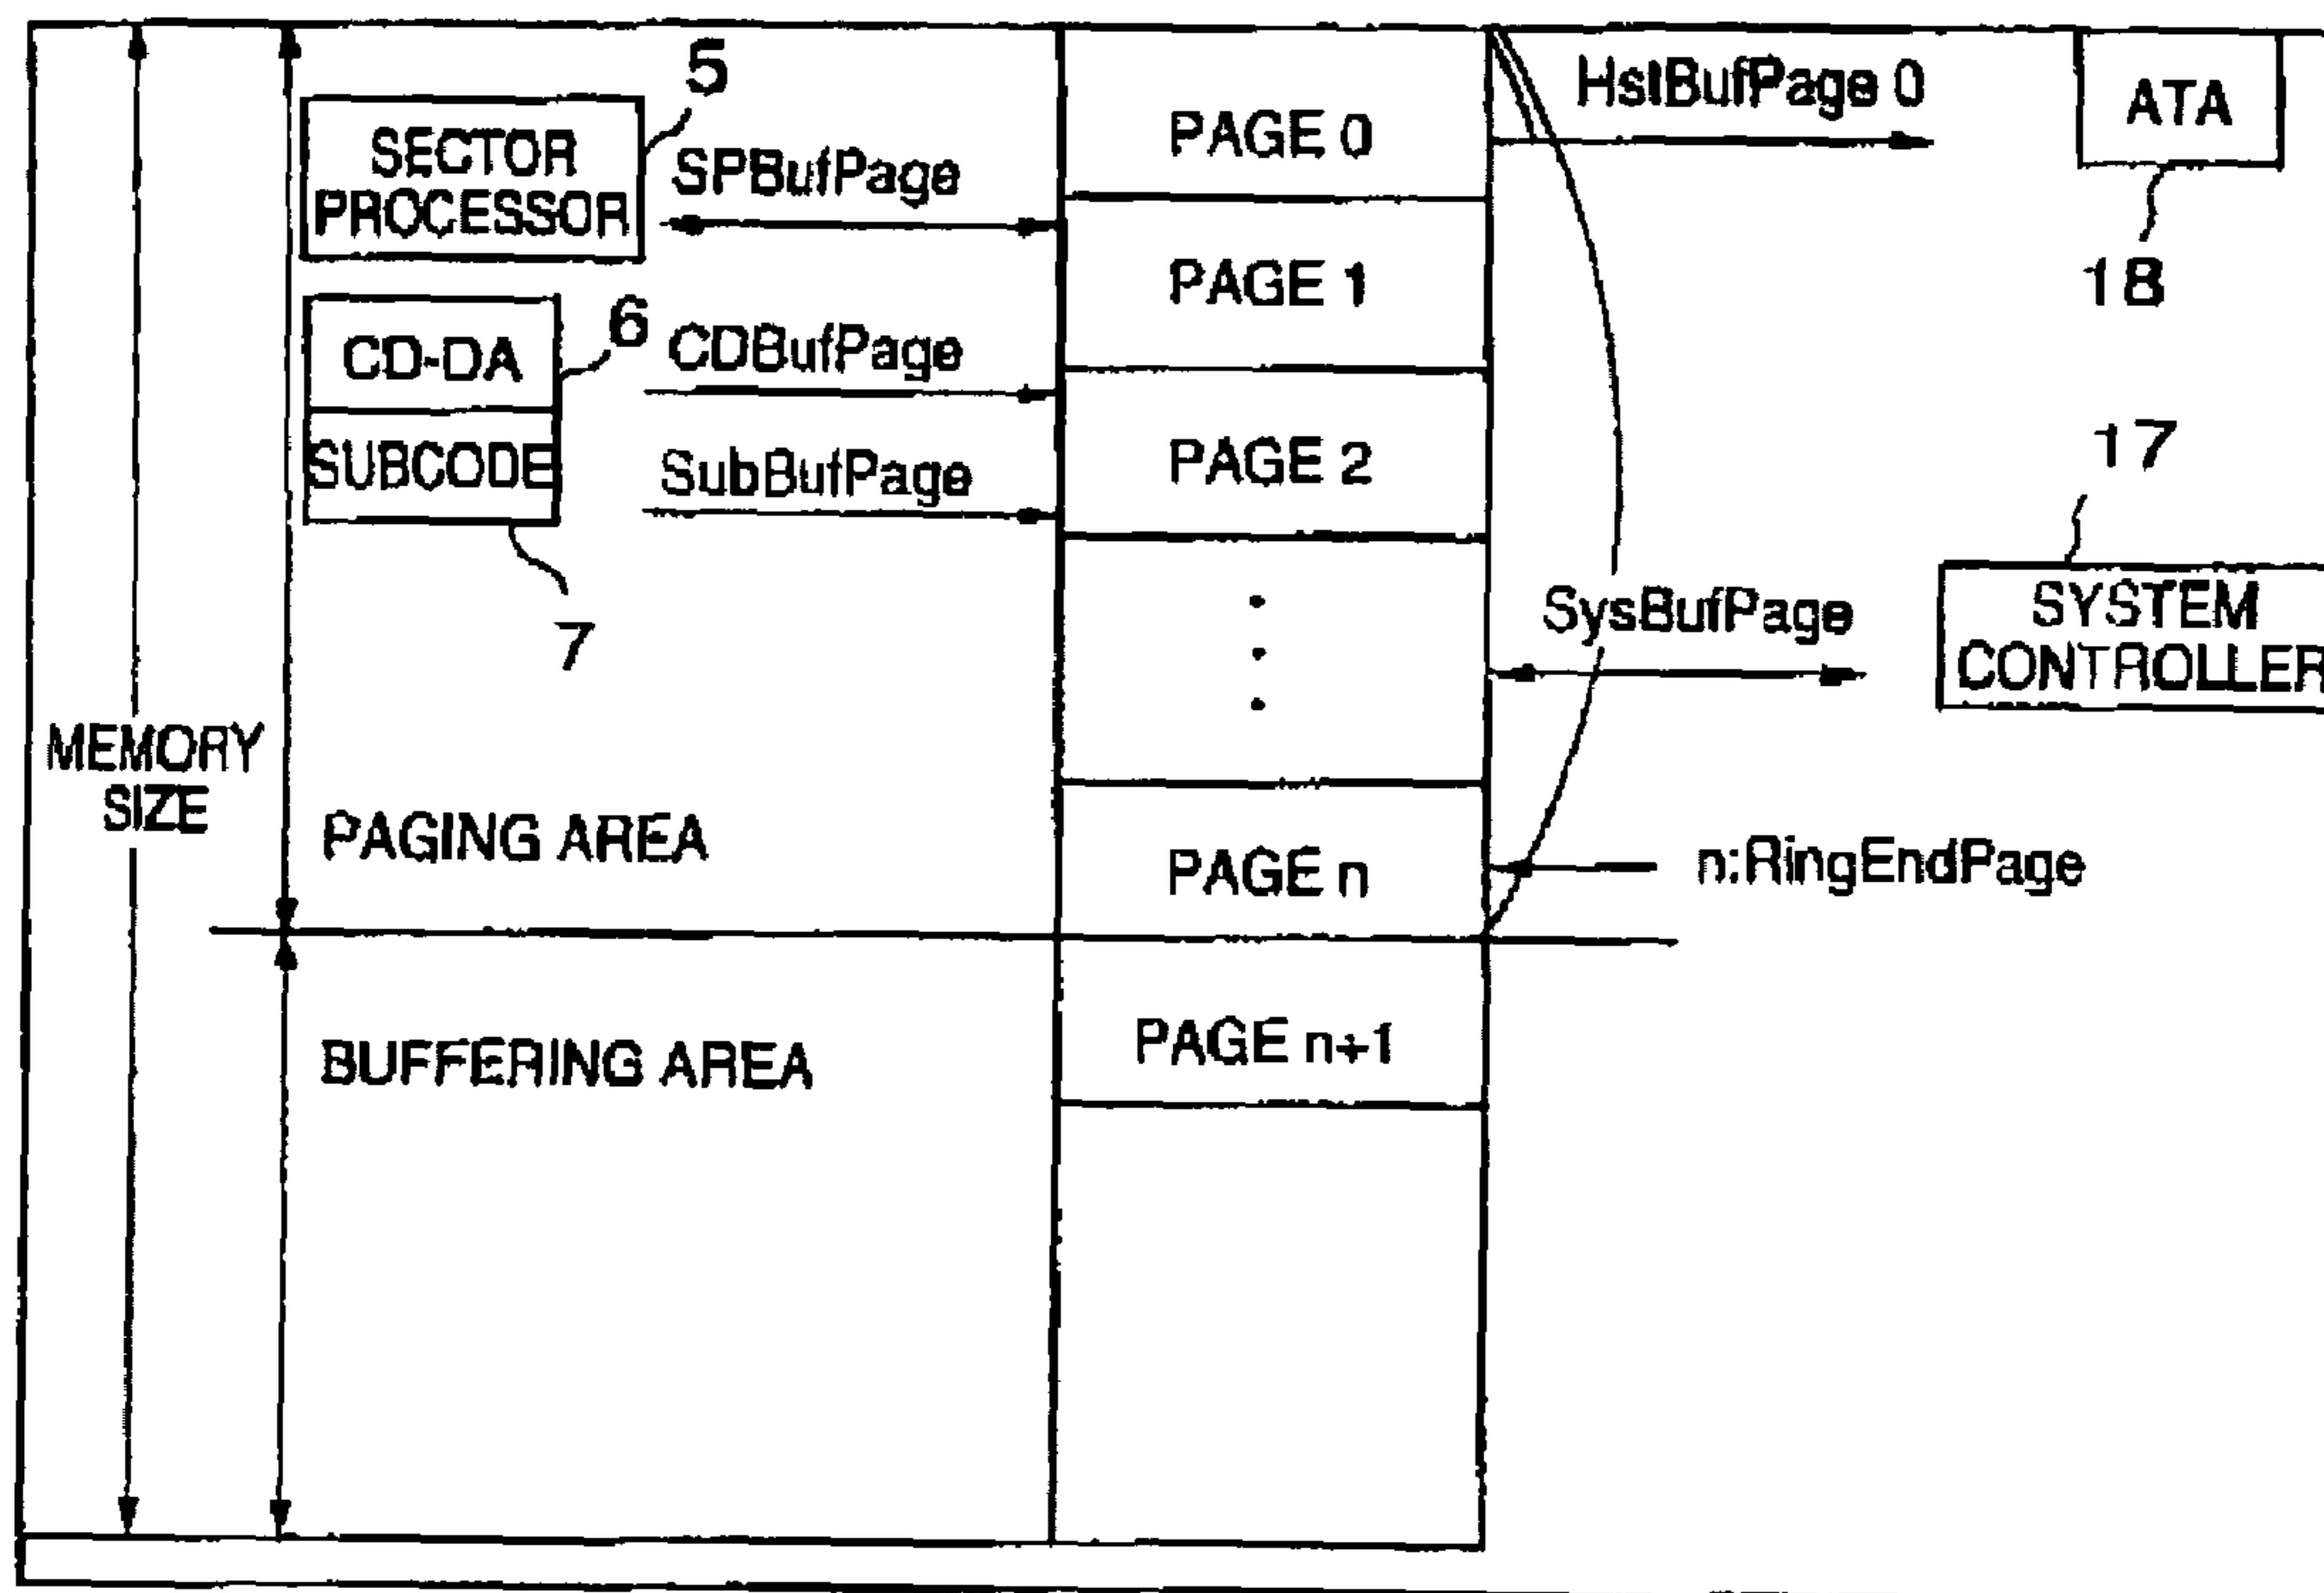 5
SECTOR
PROCESSOR
SPBufPage
PAGE 0
HstBufPage 0
ATA
18
PAGE 1
6
CD-DA
CDBufPage
SUBCODE
SubBufPage
PAGE 2
17
7
SysBufPage
SYSTEM
CONTROLLER
MEMORY
SIZE
PAGING AREA
PAGE n
n:RingEndPage
BUFFERING AREA
PAGE n+1